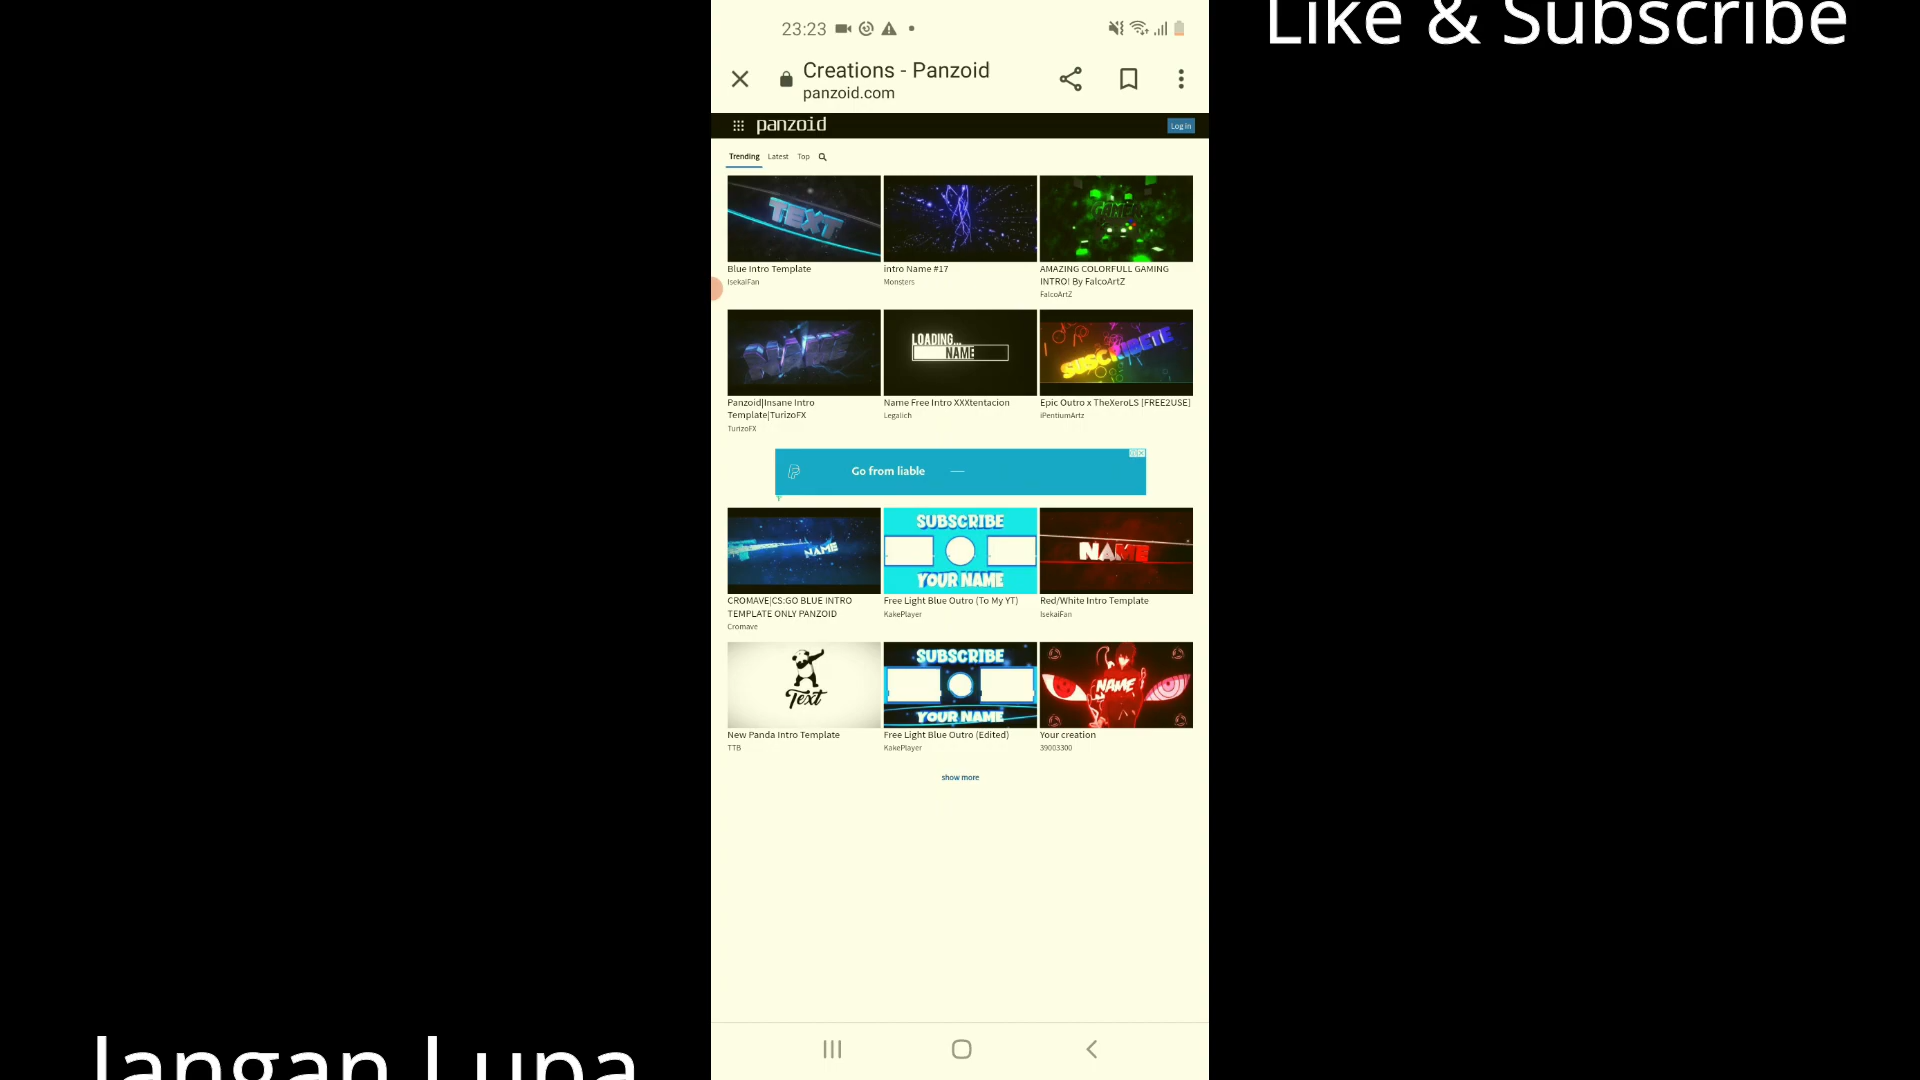 Like & Subscribe
23:23
Creations - Panzoid
panzoid.com
panzoid
Log in
Trending Latest Top
TEXT
Blue Intro Template
IsekaiFan
intro Name #17
Monsters
AMAZING COLORFULL GAMING
INTRO! By FalcoArtZ
FalcoArtZ
NAME
Panzoid|Insane Intro
Template|TurizoFX
TurizoFX
LOADING...
NAME
Name Free Intro XXXtentacion
Legalich
SUSCRIBETE
Epic Outro x TheXeroLS [FREE2USE]
iPentiumArtz
Go from liable
NAME
CROMAVE|CS:GO BLUE INTRO
TEMPLATE ONLY PANZOID
Cromave
SUBSCRIBE
YOUR NAME
Free Light Blue Outro (To My YT)
KakePlayer
NAME
Red/White Intro Template
IsekaiFan
Text
New Panda Intro Template
TTB
SUBSCRIBE
YOUR NAME
Free Light Blue Outro (Edited)
KakePlayer
NAME
Your creation
39003300
show more
Jangan Lupa